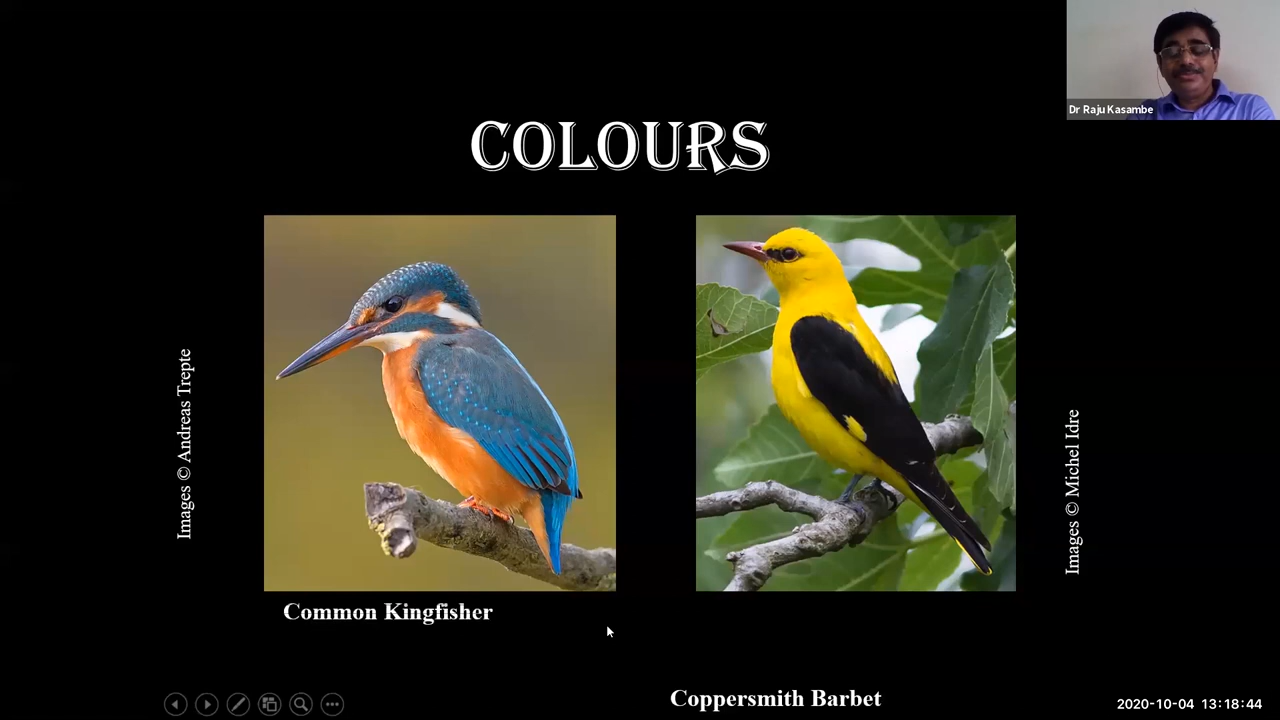 Dr Raju Kasambe
COLOURS
Images © Andreas Trepte
Images © Michel Idre
Common Kingfisher
Coppersmith Barbet
2020-10-04 13:18:44